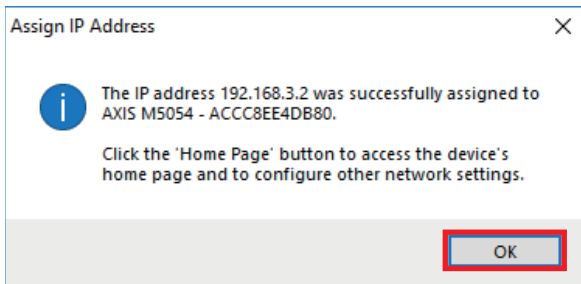 Assign IP Address
The IP address 192.168.3.2 was successfully assigned to
AXIS M5054 - ACCC8EE4DB80.
Click the 'Home Page' button to access the device's
home page and to configure other network settings.
OK